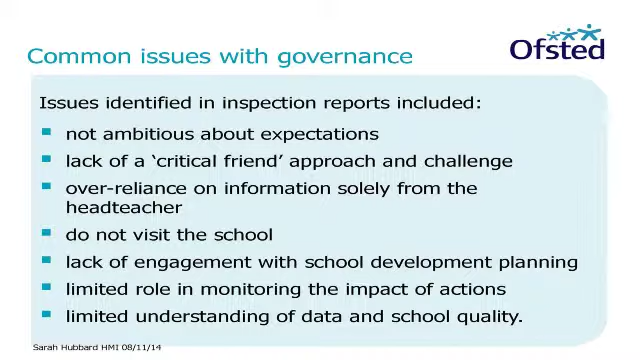 Ofsted
Common issues with governance
Issues identified in inspection reports included:
not ambitious about expectations
lack of a ‘critical friend’ approach and challenge
over-reliance on information solely from the
headteacher
do not visit the school
lack of engagement with school development planning
limited role in monitoring the impact of actions
limited understanding of data and school quality.
Sarah Hubbard HMI 08/11/14